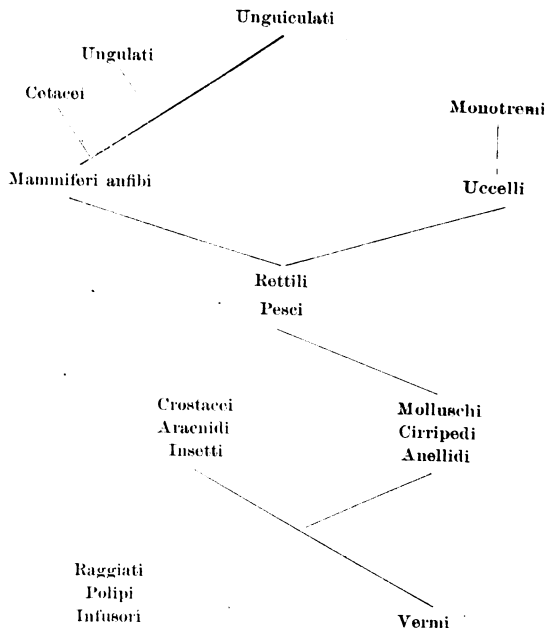 Unguiculati
Ungulati
Cetacei
Monotremi
Mammiferi anfibi
Uccelli
Rettili
Pesci
Crostacei
Aracnidi
Insetti
Molluschi
Cirripedi
Anellidi
Raggiati
Polipi
Infusori
Vermi